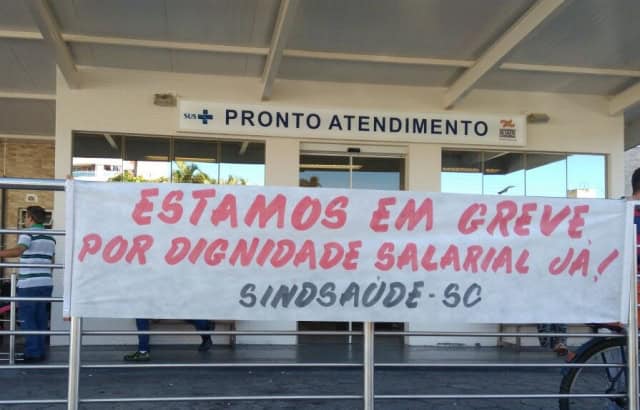 SUS PRONTO ATENDIMENTO
ESTAMOS EM GREVE
POR DIGNIDADE SALARIAL JÁ!
SINDSAÚDE-SC